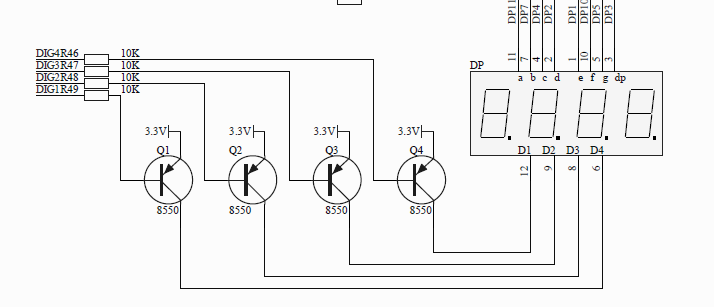 DP11 DP7 DP4 DP2 DP1 DP10 DP5 DP3
11 7 4 2 1 10 5 3
DIG4R46 10K
DIG3R47 10K
DIG2R48 10K
DIG1R49 10K
DP
a b c d e f g dp
3.3V 3.3V 3.3V 3.3V
Q1 Q2 Q3 Q4
D1 D2 D3 D4
12 9 8 6
8550 8550 8550 8550